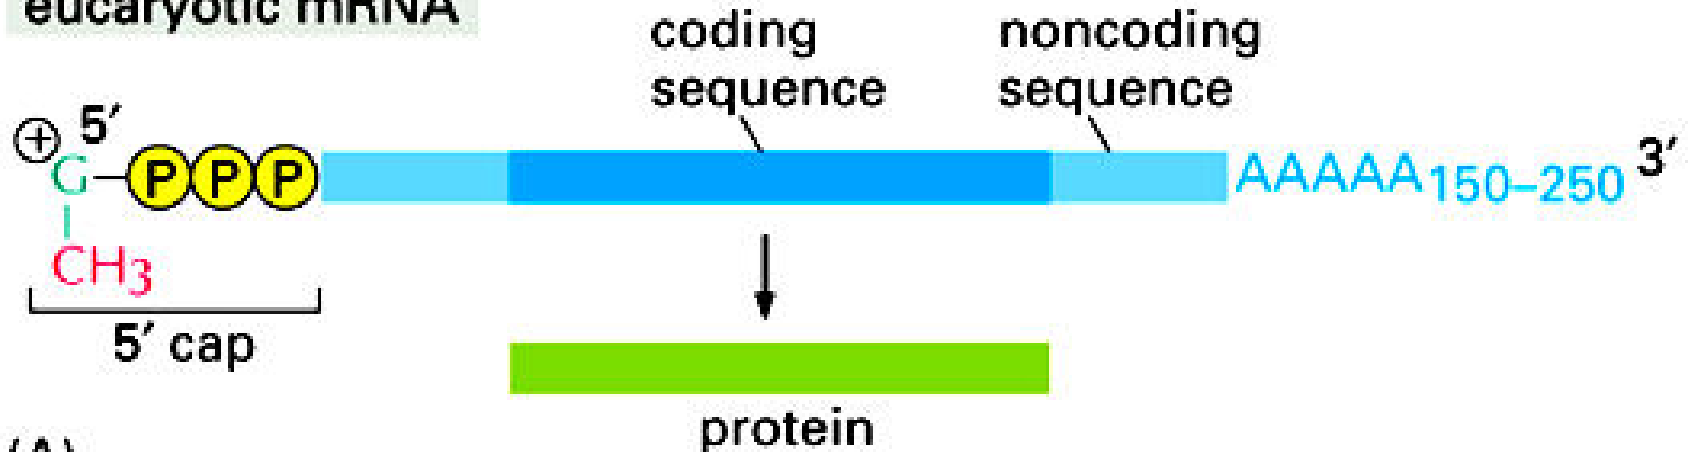 eucaryotic mRNA
coding
sequence
noncoding
sequence
+
5′
G
P P P
AAAAA150–250
3′
CH3
5′ cap
protein
(A)